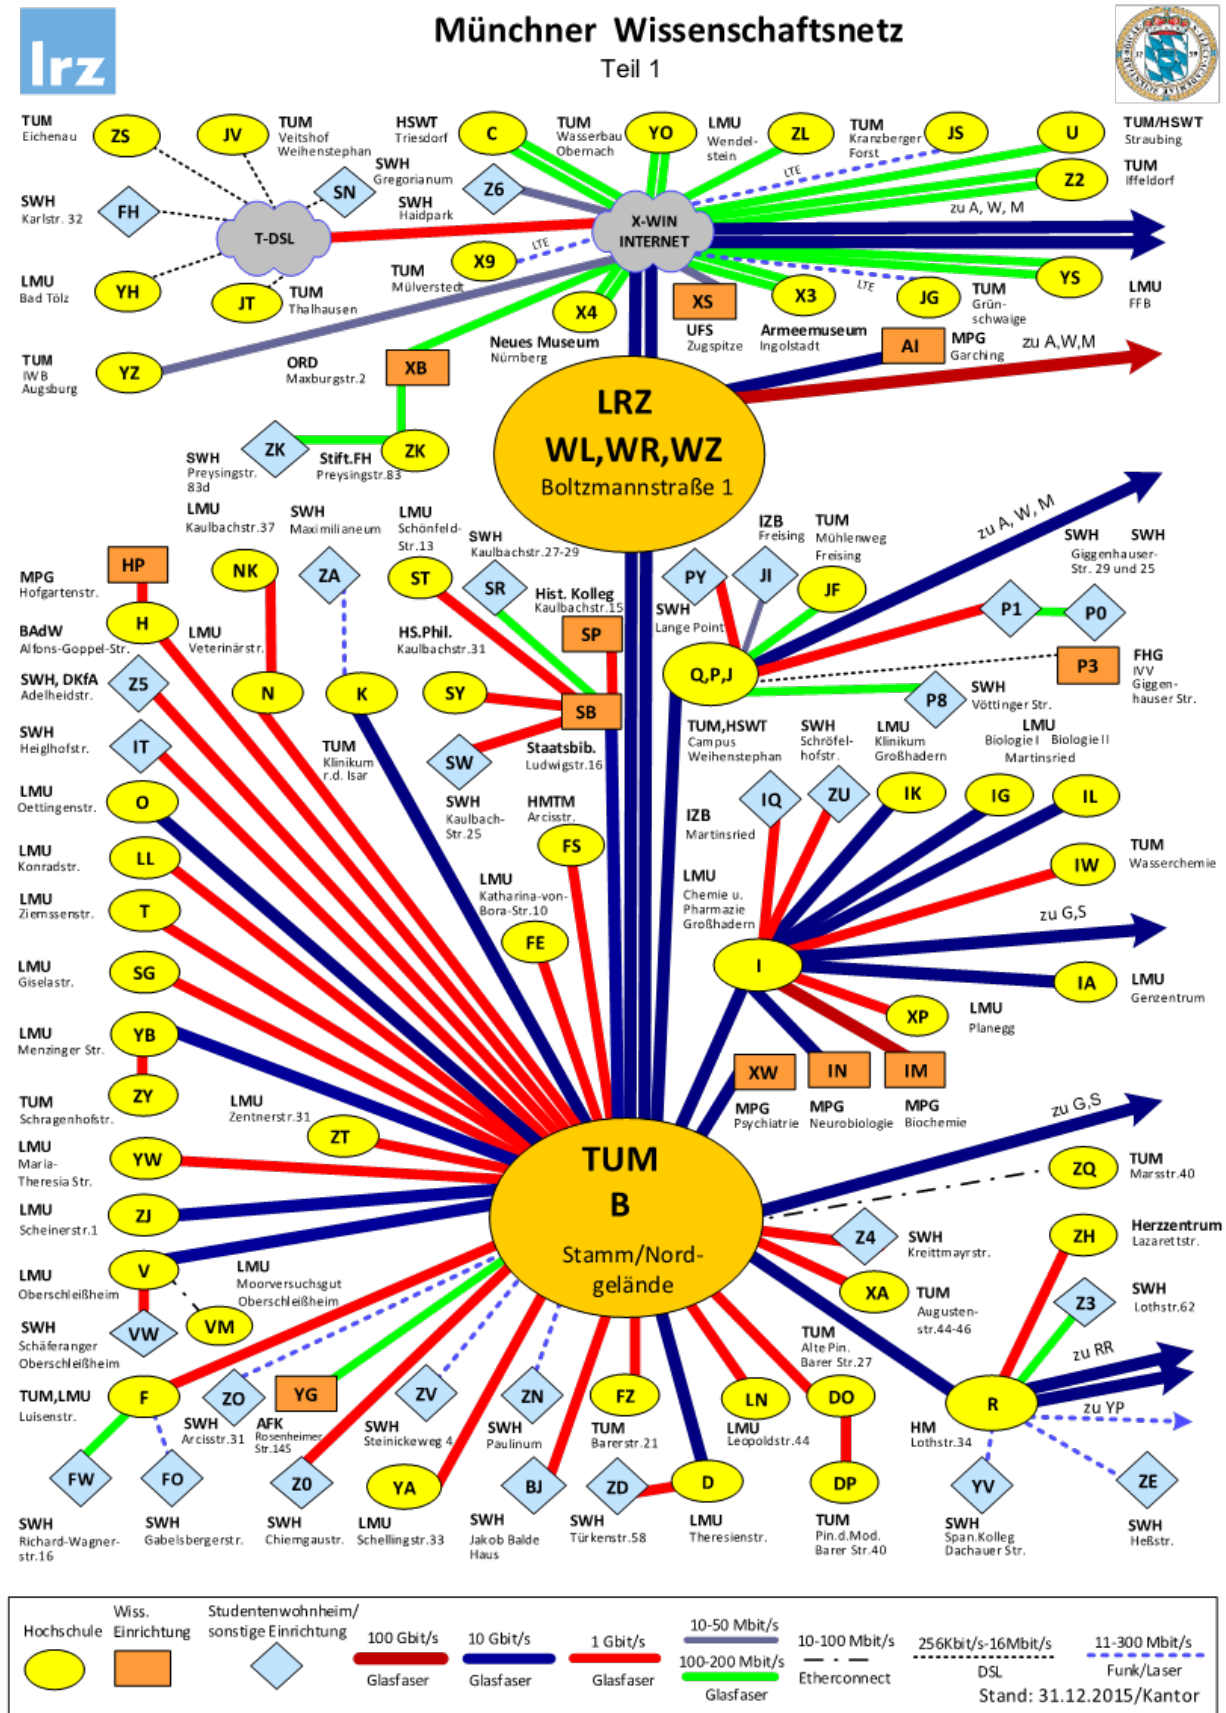 lrz
Münchner Wissenschaftsnetz
Teil 1
TUM
Eichenau
ZS
JV
TUM
Veitshof
Weihenstephan
HSWT
Triesdorf
C
TUM
Wasserbau
Obernach
YO
LMU
Wendel-
stein
ZL
TUM
Kranzberger
Forst
JS
U
TUM/HSWT
Straubing
SWH
Gregorianum
SN
Z6
LTE
Z2
TUM
Iffeldorf
SWH
Karlstr. 32
FH
SWH
Haidpark
T-DSL
X-WIN
INTERNET
zu A, W, M
X9
LTE
TUM
Mülverstedt
LMU
Bad Tölz
YH
JT
TUM
Thalhausen
X4
XS
X3
LTE
JG
TUM
Grün-
schwaige
YS
LMU
FFB
Neues Museum
Nürnberg
UFS
Zugspitze
Armeemuseum
Ingolstadt
AI
MPG
Garching
zu A,W,M
TUM
IWB
Augsburg
YZ
ORD
Maxburgstr.2
XB
LRZ
WL,WR,WZ
Boltzmannstraße 1
SWH
Preysingstr.
83d
ZK
Stift.FH
Preysingstr.83
ZK
LMU
Kaulbachstr.37
SWH
Maximilianeum
LMU
Schönfeld-
Str.13
SWH
Kaulbachstr.27-29
IZB
Freising
TUM
Mühlenweg
Freising
zu A, W, M
SWH
SWH
Giggenhauser-
Str. 29 und 25
MPG
Hofgartenstr.
HP
NK
ZA
ST
SR
Hist. Kolleg
Kaulbachstr.15
PY
JI
JF
P1
P0
BAdW
Alfons-Goppel-Str.
H
LMU
Veterinärstr.
HS.Phil.
Kaulbachstr.31
SP
SWH
Lange Point
Q,P,J
P3
FHG
IVV
Giggen-
hauser Str.
SWH, DKfA
Adelheidstr.
Z5
N
K
SY
SB
P8
SWH
Vöttinger Str.
SWH
Heiglhofstr.
IT
TUM
Klinikum
r.d. Isar
SW
Staatsbib.
Ludwigstr.16
TUM,HSWT
Campus
Weihenstephan
SWH
Schröfel-
hofstr.
LMU
Klinikum
Großhadern
LMU
Biologie I Biologie II
Martinsried
LMU
Oettingenstr.
O
SWH
Kaulbach-
Str.25
HMTM
Arcisstr.
IZB
Martinsried
IQ
ZU
IK
IG
IL
LMU
Konradstr.
LL
FS
IW
TUM
Wasserchemie
LMU
Ziemssenstr.
T
LMU
Katharina-von-
Bora-Str.10
FE
LMU
Chemie u.
Pharmazie
Großhadern
zu G,S
LMU
Giselastr.
SG
I
IA
LMU
Genzentrum
XP
LMU
Planegg
LMU
Menzinger Str.
YB
XW
IN
IM
MPG
Psychiatrie
MPG
Neurobiologie
MPG
Biochemie
TUM
Schragenhofstr.
ZY
LMU
Zentnerstr.31
ZT
TUM
B
Stamm/Nord-
gelände
zu G,S
ZQ
TUM
Marsstr.40
LMU
Maria-
Theresia Str.
YW
LMU
Scheinerstr.1
ZJ
Z4
SWH
Kreittmayrstr.
ZH
Herzzentrum
Lazarettstr.
LMU
Oberschleißheim
V
LMU
Moorversuchsgut
Oberschleißheim
VM
XA
TUM
Augusten-
str.44-46
Z3
SWH
Lothstr.62
SWH
Schäferanger
Oberschleißheim
VW
TUM
Alte Pin.
Barer Str.27
zu RR
TUM,LMU
Luisenstr.
F
ZO
SWH
Arcisstr.31
YG
AFK
Rosenheimer
Str.145
ZV
SWH
Steinickeweg 4
ZN
SWH
Paulinum
FZ
TUM
Barerstr.21
LN
LMU
Leopoldstr.44
DO
R
HM
Lothstr.34
zu YP
FW
FO
Z0
YA
BJ
ZD
D
DP
YV
ZE
SWH
Richard-Wagner-
str.16
SWH
Gabelsbergerstr.
SWH
Chiemgaustr.
LMU
Schellingstr.33
SWH
Jakob Balde
Haus
SWH
Türkenstr.58
LMU
Theresienstr.
TUM
Pin.d.Mod.
Barer Str.40
SWH
Span.Kolleg
Dachauer Str.
SWH
Heßstr.
Hochschule
Wiss.
Einrichtung
Studentenwohnheim/
sonstige Einrichtung
100 Gbit/s
Glasfaser
10 Gbit/s
Glasfaser
1 Gbit/s
Glasfaser
10-50 Mbit/s
100-200 Mbit/s
Glasfaser
10-100 Mbit/s
Etherconnect
256Kbit/s-16Mbit/s
DSL
11-300 Mbit/s
Funk/Laser
Stand: 31.12.2015/Kantor